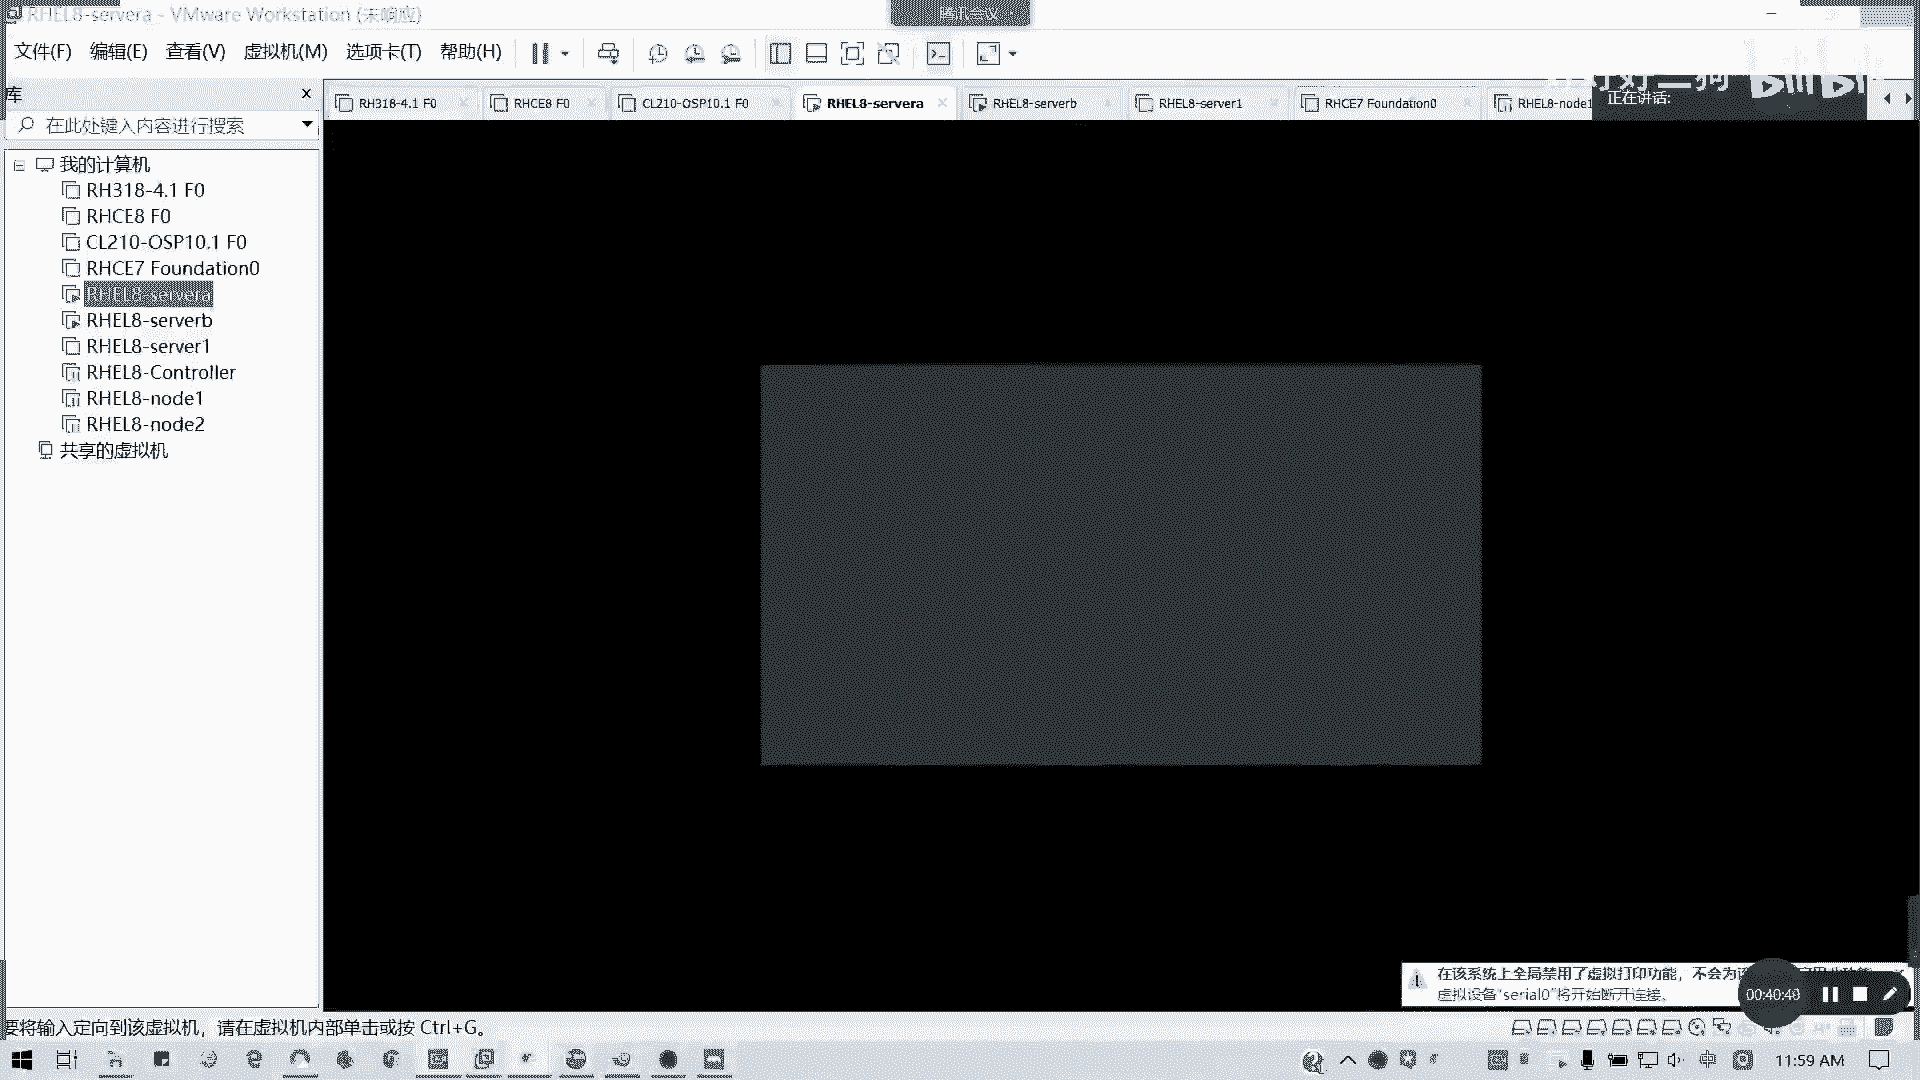 RHEL8-servera - VMware Workstation (未响应)
腾讯会议
文件(F) 编辑(E) 查看(V) 虚拟机(M) 选项卡(T) 帮助(H)
库
在此处键入内容进行搜索
RH318-4.1 F0
RHCE8 F0
CL210-OSP10.1 F0
RHEL8-servera
RHEL8-serverb
RHEL8-server1
RHCE7 Foundation0
RHEL8-node1
正在讲话:
我的计算机
RH318-4.1 F0
RHCE8 F0
CL210-OSP10.1 F0
RHCE7 Foundation0
RHEL8-servera
RHEL8-serverb
RHEL8-server1
RHEL8-Controller
RHEL8-node1
RHEL8-node2
共享的虚拟机
在该系统上全局禁用了虚拟打印功能，不会为
虚拟设备“serial0”将开始断开连接。
00:40:40
要将输入定向到该虚拟机，请在虚拟机内部单击或按 Ctrl+G。
中
11:59 AM